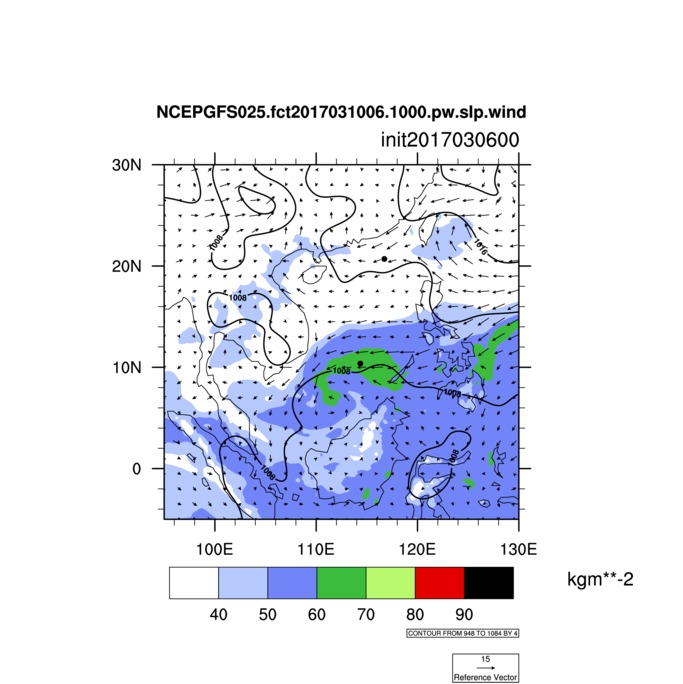 NCEPGFS025.fct2017031006.1000.pw.slp.wind
init2017030600
30N
1008
1016
20N
1008
10N
1008
1008
1008
1008
0
100E 110E 120E 130E
kgm**-2
40 50 60 70 80 90
CONTOUR FROM 948 TO 1084 BY 4
15
Reference Vector